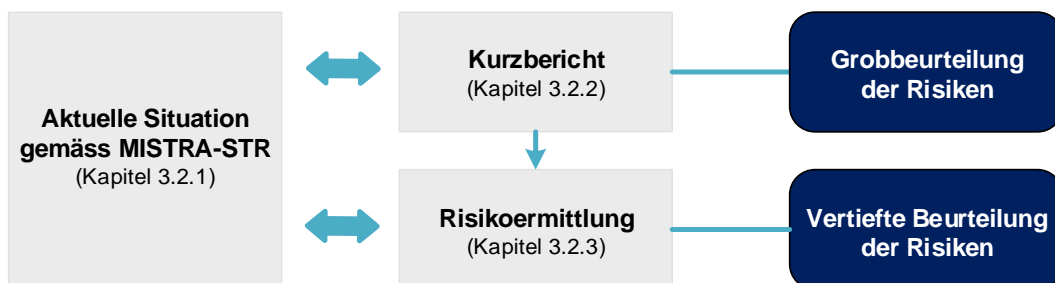 Aktuelle Situation
gemäss MISTRA-STR
(Kapitel 3.2.1)
Kurzbericht
(Kapitel 3.2.2)
Grobbeurteilung
der Risiken
Risikoermittlung
(Kapitel 3.2.3)
Vertiefte Beurteilung
der Risiken